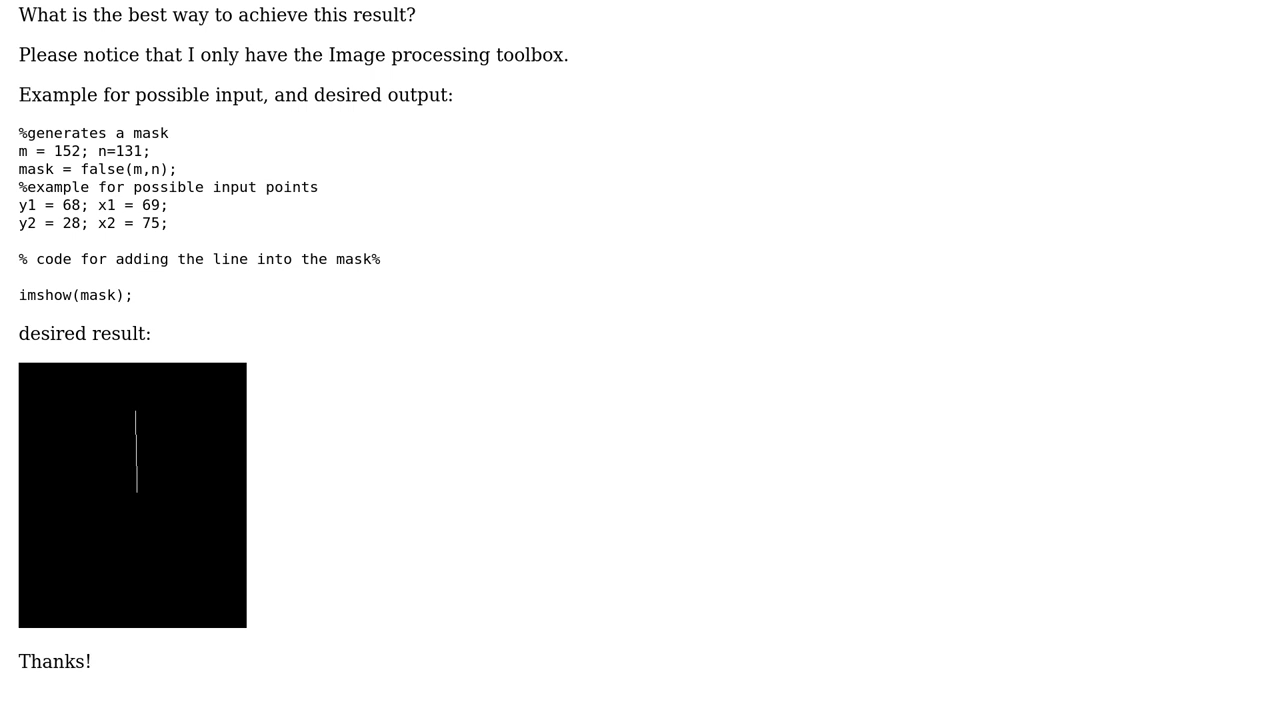 What is the best way to achieve this result?
Please notice that I only have the Image processing toolbox.
Example for possible input, and desired output:
%generates a mask
m = 152; n=131;
mask = false(m,n);
%example for possible input points
y1 = 68; x1 = 69;
y2 = 28; x2 = 75;
% code for adding the line into the mask%
imshow(mask);
desired result:
Thanks!